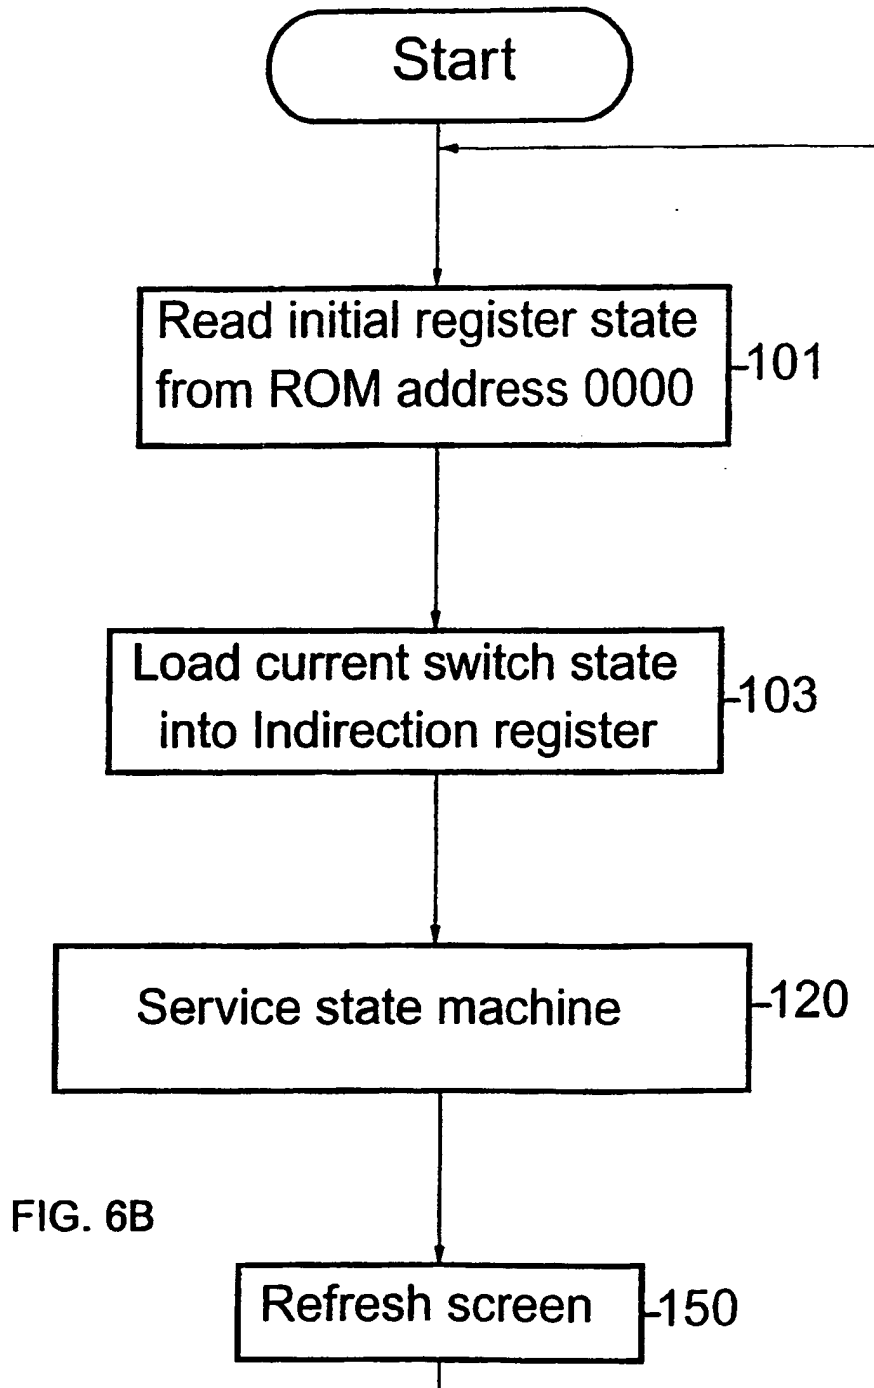 Start
Read initial register state
from ROM address 0000
101
Load current switch state
into Indirection register
103
Service state machine
120
FIG. 6B
Refresh screen
150